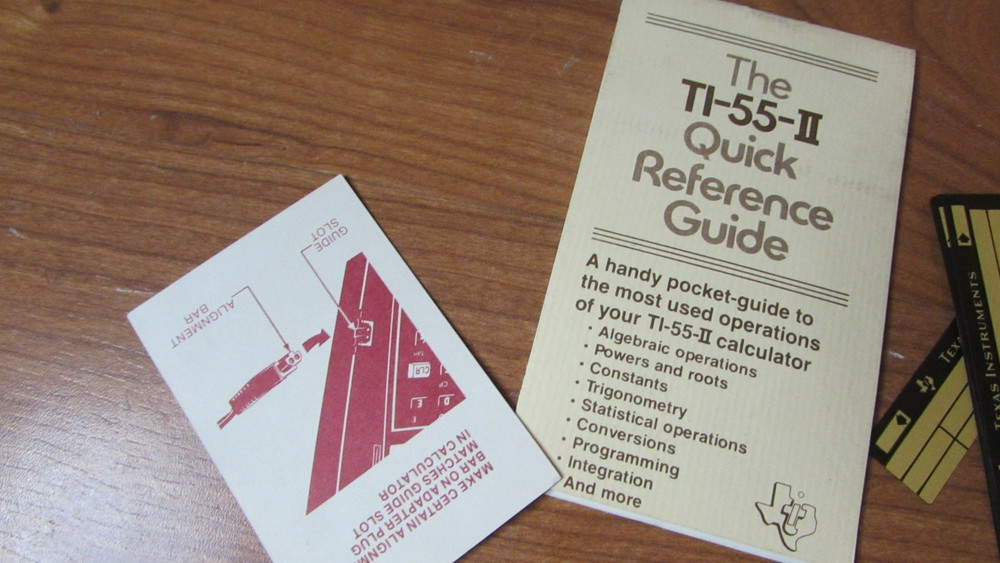 The
TI-55-II
Quick
Reference
Guide
A handy pocket-guide to
the most used operations
of your TI-55-II calculator
• Algebraic operations
• Powers and roots
• Constants
• Trigonometry
• Statistical operations
• Conversions
• Programming
• Integration
And more
GUIDE
SLOT
ALIGNMENT
BAR
CLR
E
MAKE CERTAIN ALIGNM
BAR ON ADAPTER PLUG
MATCHES GUIDE SLOT
IN CALCULATOR
TEXA
TEXAS INSTRUMENTS